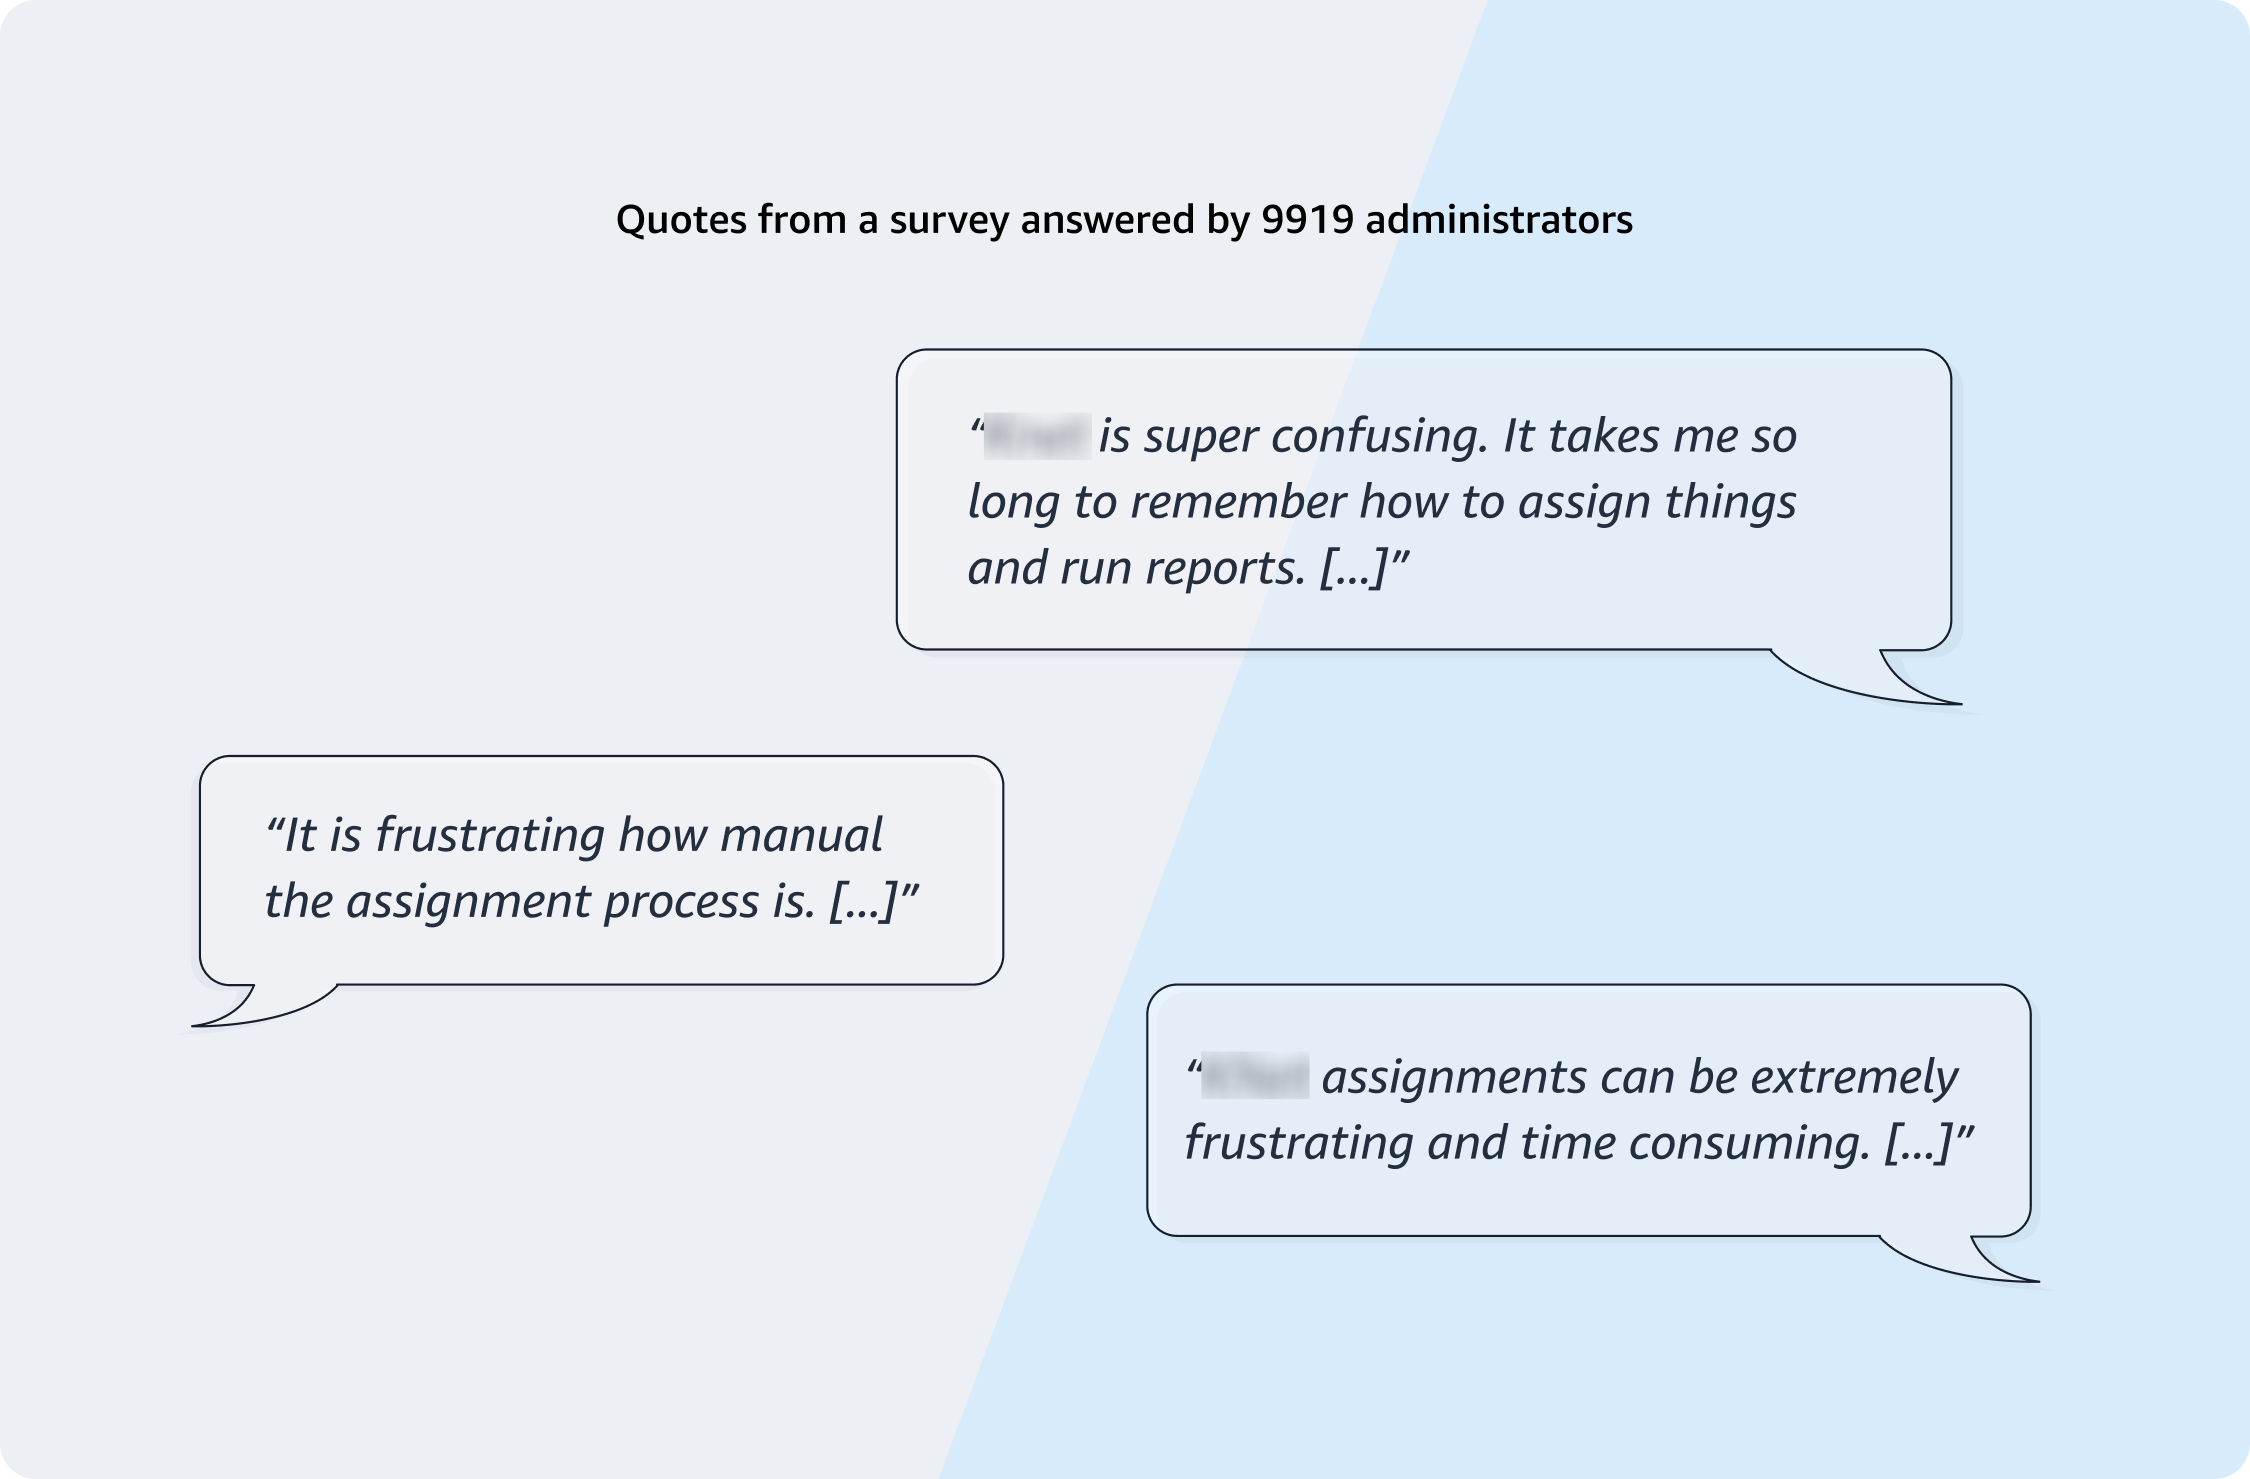 Quotes from a survey answered by 9919 administrators
“ is super confusing. It takes me so
long to remember how to assign things
and run reports. [...]”
“It is frustrating how manual
the assignment process is. [...]”
“ assignments can be extremely
frustrating and time consuming. [...]”